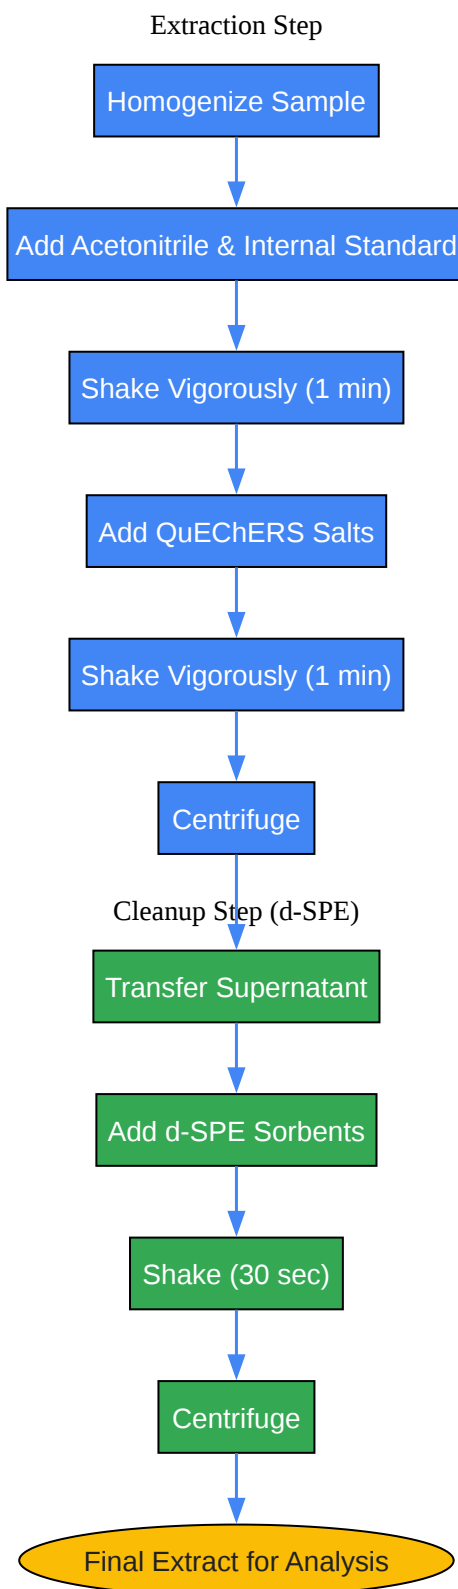 Extraction Step
Homogenize Sample
Add Acetonitrile & Internal Standard
Shake Vigorously (1 min)
Add QuEChERS Salts
Shake Vigorously (1 min)
Centrifuge
Cleanup Step (d-SPE)
Transfer Supernatant
Add d-SPE Sorbents
Shake (30 sec)
Centrifuge
Final Extract for Analysis